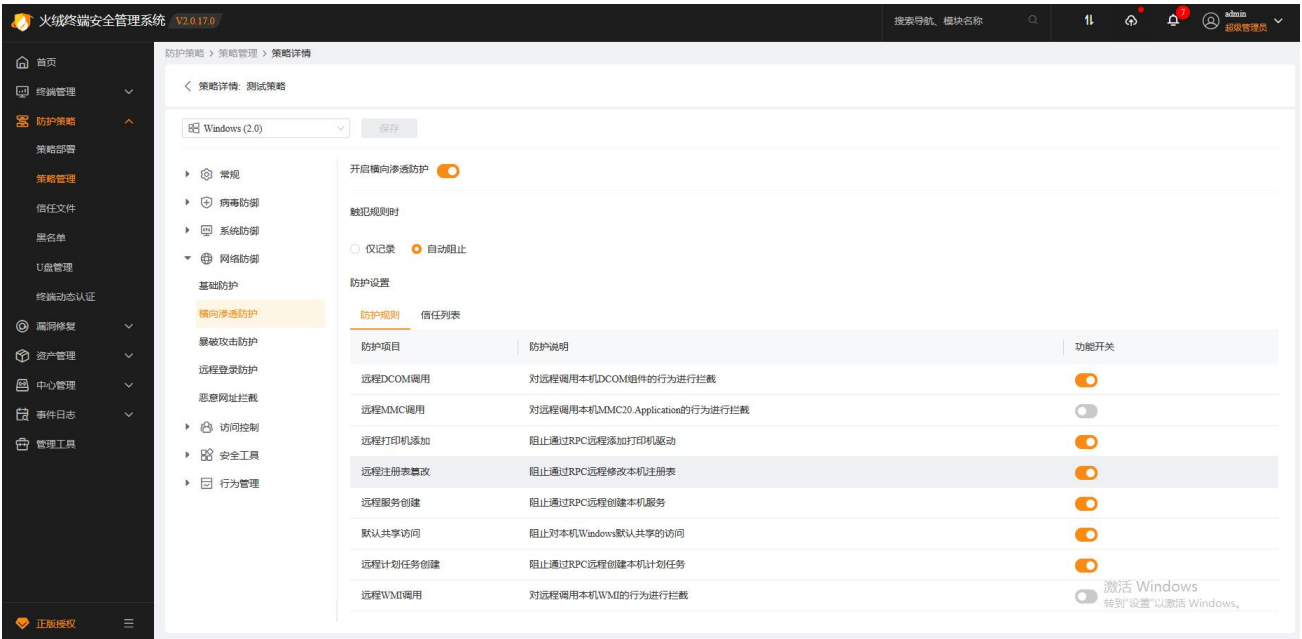 火绒终端安全管理系统 V2.0.17.0 搜索导航、模块名称 7 admin
超级管理员
首页
终端管理
防护策略
策略部署
策略管理
信任文件
黑名单
U盘管理
终端动态认证
漏洞修复
资产管理
中心管理
事件日志
管理工具
正版授权
防护策略 > 策略管理 > 策略详情
策略详情: 测试策略
Windows (2.0) 保存
常规
病毒防御
系统防御
网络防御
基础防护
横向渗透防护
暴破攻击防护
远程登录防护
恶意网址拦截
访问控制
安全工具
行为管理
开启横向渗透防护
触犯规则时
仅记录 自动阻止
防护设置
防护规则 信任列表
防护项目 防护说明 功能开关
远程DCOM调用 对远程调用本机DCOM组件的行为进行拦截
远程MMC调用 对远程调用本机MMC20.Application的行为进行拦截
远程打印机添加 阻止通过RPC远程添加打印机驱动
远程注册表篡改 阻止通过RPC远程修改本机注册表
远程服务创建 阻止通过RPC远程创建本机服务
默认共享访问 阻止对本机Windows默认共享的访问
远程计划任务创建 阻止通过RPC远程创建本机计划任务
远程WMI调用 对远程调用本机WMI的行为进行拦截
激活 Windows
转到"设置"以激活 Windows。